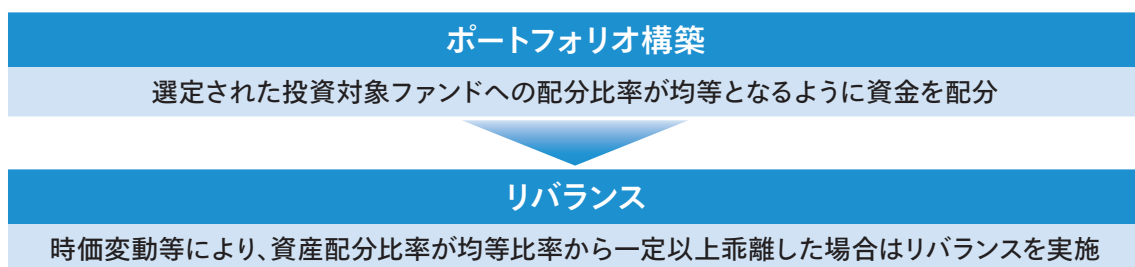 ポートフォリオ構築
選定された投資対象ファンドへの配分比率が均等となるように資金を配分
リバランス
時価変動等により、資産配分比率が均等比率から一定以上乖離した場合はリバランスを実施